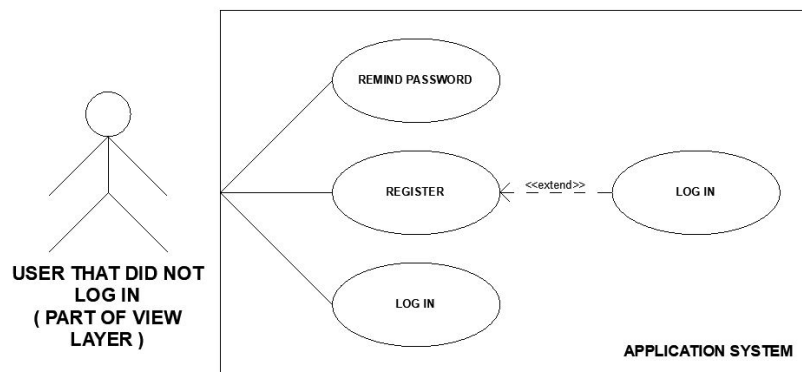 REMIND PASSWORD
REGISTER
<<extend>>
LOG IN
USER THAT DID NOT
LOG IN
( PART OF VIEW
LAYER )
LOG IN
APPLICATION SYSTEM